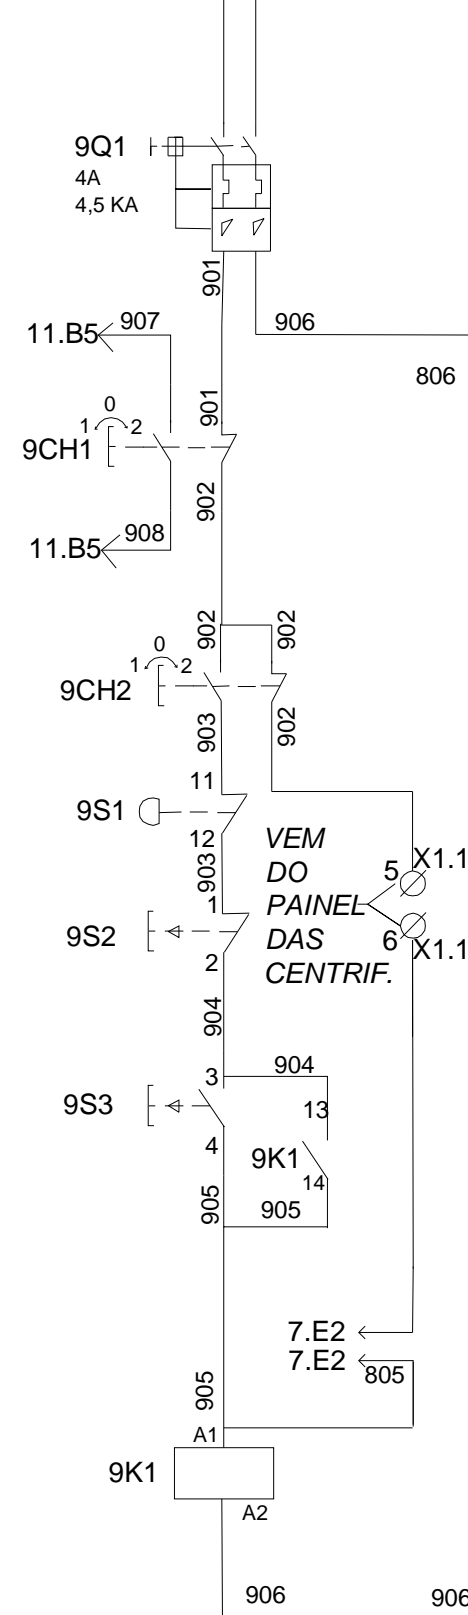 9Q1
4A
4,5 KA
901
906
907
11.B5
806
901
0
1 2
9CH1
902
908
11.B5
902
902
0
1 2
9CH2
903
902
11
9S1
12
VEM
DO
PAINEL
DAS
CENTRIF.
5 X1.1
6 X1.1
903
1
9S2
2
904
3
904
9S3
13
4
9K1
14
905
905
7.E2
7.E2
805
905
A1
9K1
A2
906
906